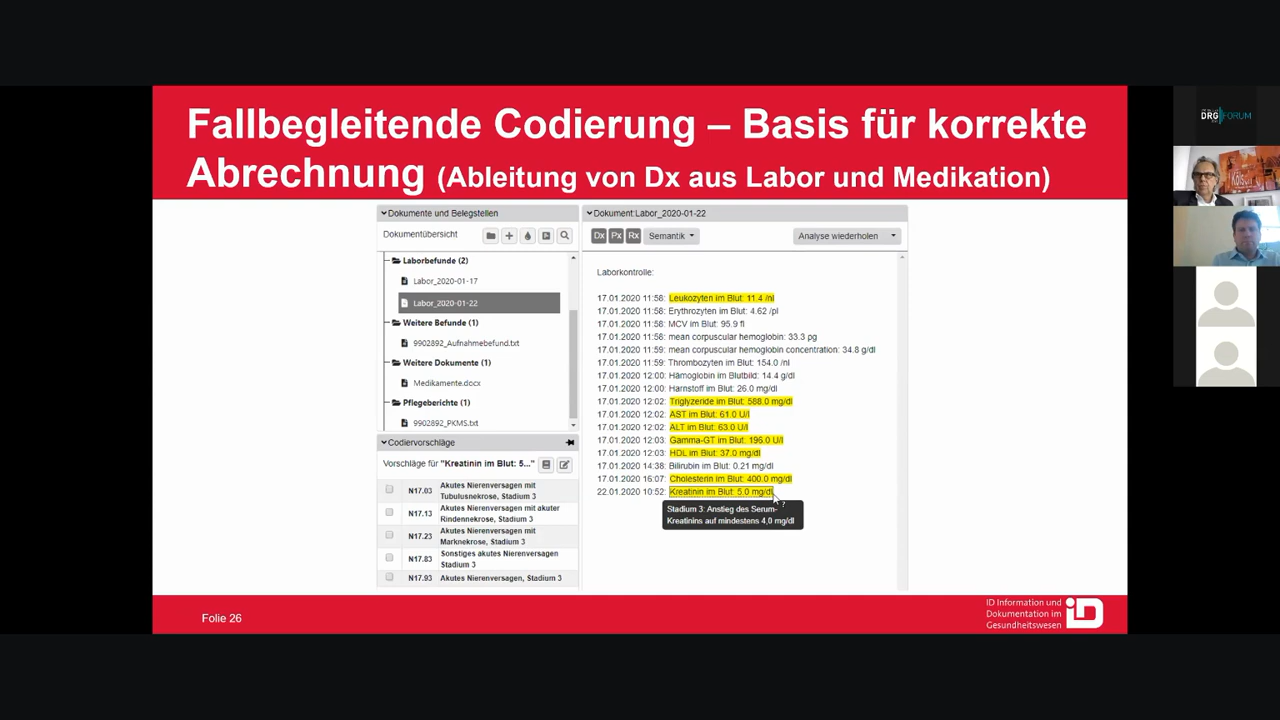 Fallbegleitende Codierung – Basis für korrekte
Abrechnung (Ableitung von Dx aus Labor und Medikation)
DRG FORUM
Kölsch
Dokumente und Belegstellen
Dokumentübersicht
Laborbefunde (2)
Labor_2020-01-17
Labor_2020-01-22
Weitere Befunde (1)
9902892_Aufnahmebefund.txt
Weitere Dokumente (1)
Medikamente.docx
Pflegeberichte (1)
9902892_PKMS.txt
Codiervorschläge
Vorschläge für "Kreatinin im Blut: 5..."
N17.03 Akutes Nierenversagen mit
Tubulusnekrose, Stadium 3
N17.13 Akutes Nierenversagen mit akuter
Rindennekrose, Stadium 3
N17.23 Akutes Nierenversagen mit
Marknekrose, Stadium 3
N17.83 Sonstiges akutes Nierenversagen
Stadium 3
N17.93 Akutes Nierenversagen, Stadium 3
Dokument:Labor_2020-01-22
Dx Px Rx Semantik Analyse wiederholen
Laborkontrolle:
17.01.2020 11:58: Leukozyten im Blut: 11.4 /nl
17.01.2020 11:58: Erythrozyten im Blut: 4.62 /pl
17.01.2020 11:58: MCV im Blut: 95.9 fl
17.01.2020 11:58: mean corpuscular hemoglobin: 33.3 pg
17.01.2020 11:59: mean corpuscular hemoglobin concentration: 34.8 g/dl
17.01.2020 11:59: Thrombozyten im Blut: 154.0 /nl
17.01.2020 12:00: Hämoglobin im Blutbild: 14.4 g/dl
17.01.2020 12:00: Harnstoff im Blut: 26.0 mg/dl
17.01.2020 12:02: Triglyzeride im Blut: 588.0 mg/dl
17.01.2020 12:02: AST im Blut: 61.0 U/l
17.01.2020 12:02: ALT im Blut: 63.0 U/l
17.01.2020 12:03: Gamma-GT im Blut: 196.0 U/l
17.01.2020 12:03: HDL im Blut: 37.0 mg/dl
17.01.2020 14:38: Bilirubin im Blut: 0.21 mg/dl
17.01.2020 16:07: Cholesterin im Blut: 400.0 mg/dl
22.01.2020 10:52: Kreatinin im Blut: 5.0 mg/dl
Stadium 3: Anstieg des Serum-
Kreatinins auf mindestens 4,0 mg/dl
Folie 26
ID Information und
Dokumentation im
Gesundheitswesen
iD